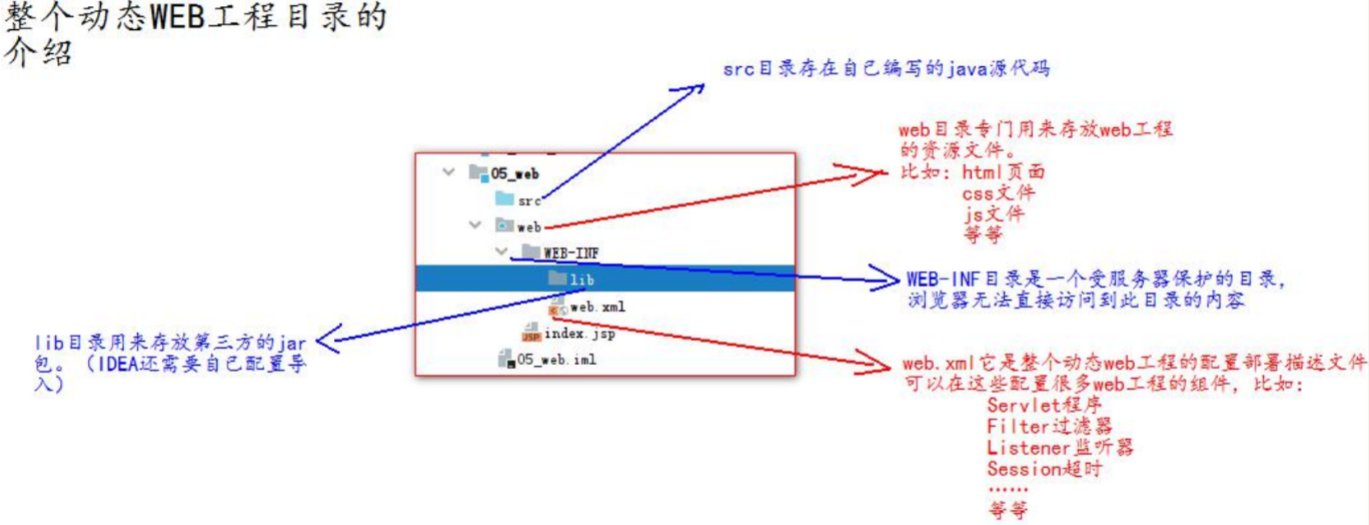 整个动态WEB工程目录的
介绍
src目录存在自己编写的java源代码
web目录专门用来存放web工程
的资源文件。
比如：html页面
css文件
js文件
等等
05_web
src
web
WEB-INF
lib
web.xml
index.jsp
05_web.iml
WEB-INF目录是一个受服务器保护的目录，
浏览器无法直接访问到此目录的内容
lib目录用来存放第三方的jar
包。（IDEA还需要自己配置导
入）
web.xml它是整个动态web工程的配置部署描述文件
可以在这些配置很多web工程的组件，比如：
Servlet程序
Filter过滤器
Listener监听器
Session超时
……
等等